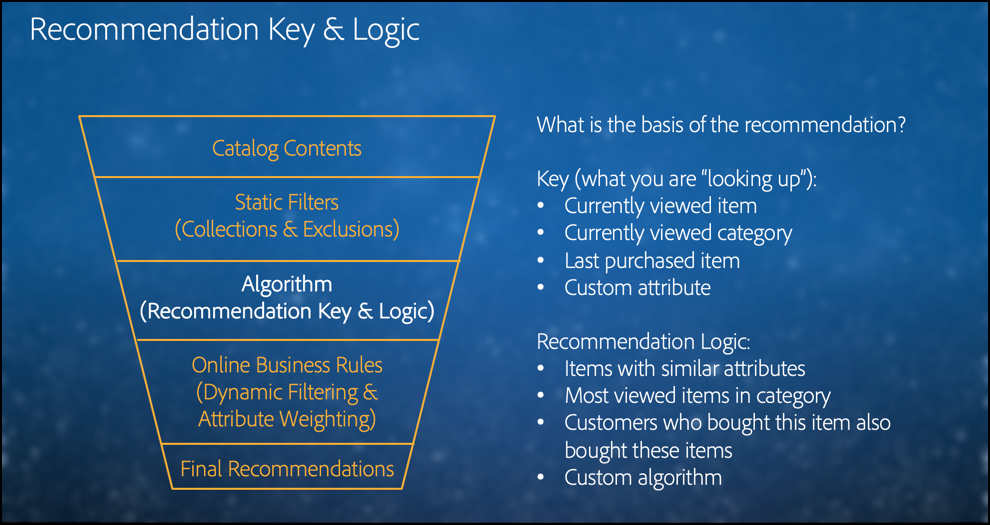 Recommendation Key & Logic
Catalog Contents
Static Filters
(Collections & Exclusions)
Algorithm
(Recommendation Key & Logic)
Online Business Rules
(Dynamic Filtering &
Attribute Weighting)
Final Recommendations
What is the basis of the recommendation?
Key (what you are “looking up”):
• Currently viewed item
• Currently viewed category
• Last purchased item
• Custom attribute
Recommendation Logic:
• Items with similar attributes
• Most viewed items in category
• Customers who bought this item also
bought these items
• Custom algorithm